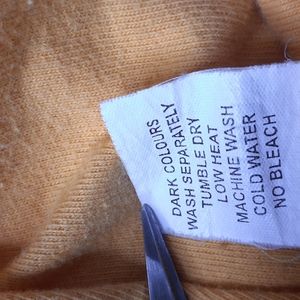 DARK COLOURS
WASH SEPARATELY
TUMBLE DRY
LOW HEAT
MACHINE WASH
COLD WATER
NO BLEACH